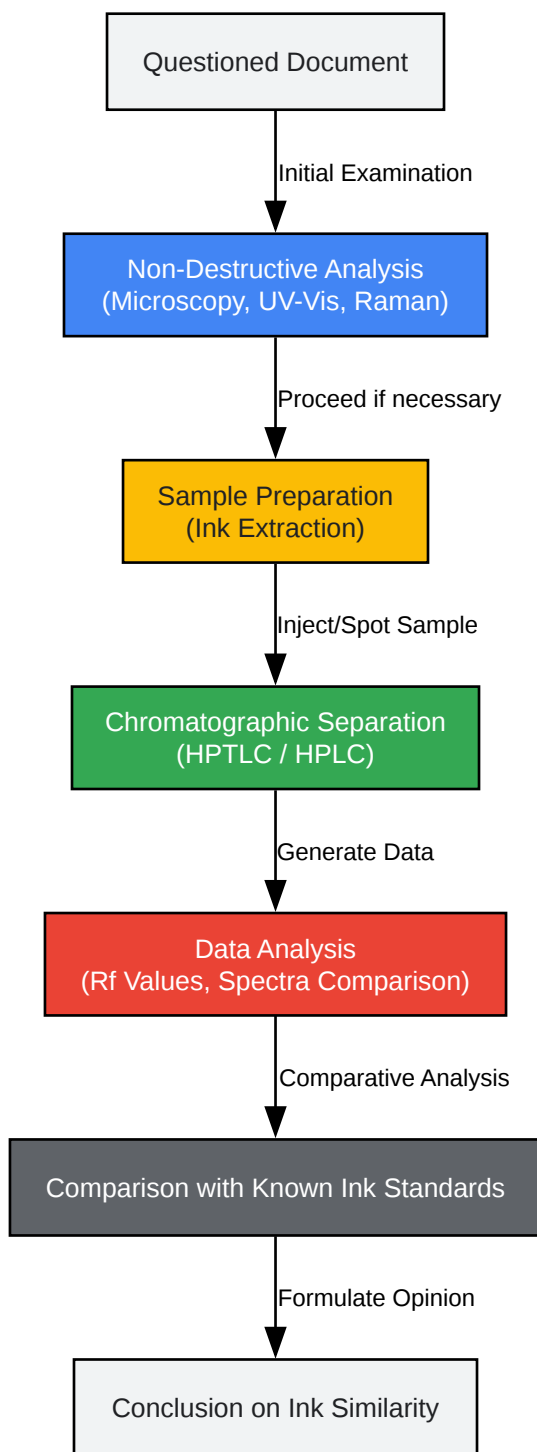 Questioned Document
Initial Examination
Non-Destructive Analysis
(Microscopy, UV-Vis, Raman)
Proceed if necessary
Sample Preparation
(Ink Extraction)
Inject/Spot Sample
Chromatographic Separation
(HPTLC / HPLC)
Generate Data
Data Analysis
(Rf Values, Spectra Comparison)
Comparative Analysis
Comparison with Known Ink Standards
Formulate Opinion
Conclusion on Ink Similarity